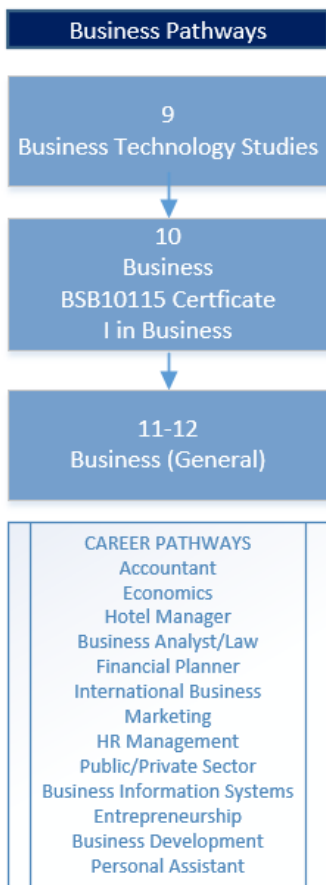 Business Pathways
9
Business Technology Studies
10
Business
BSB10115 Certficate
I in Business
11-12
Business (General)
CAREER PATHWAYS
Accountant
Economics
Hotel Manager
Business Analyst/Law
Financial Planner
International Business
Marketing
HR Management
Public/Private Sector
Business Information Systems
Entrepreneurship
Business Development
Personal Assistant